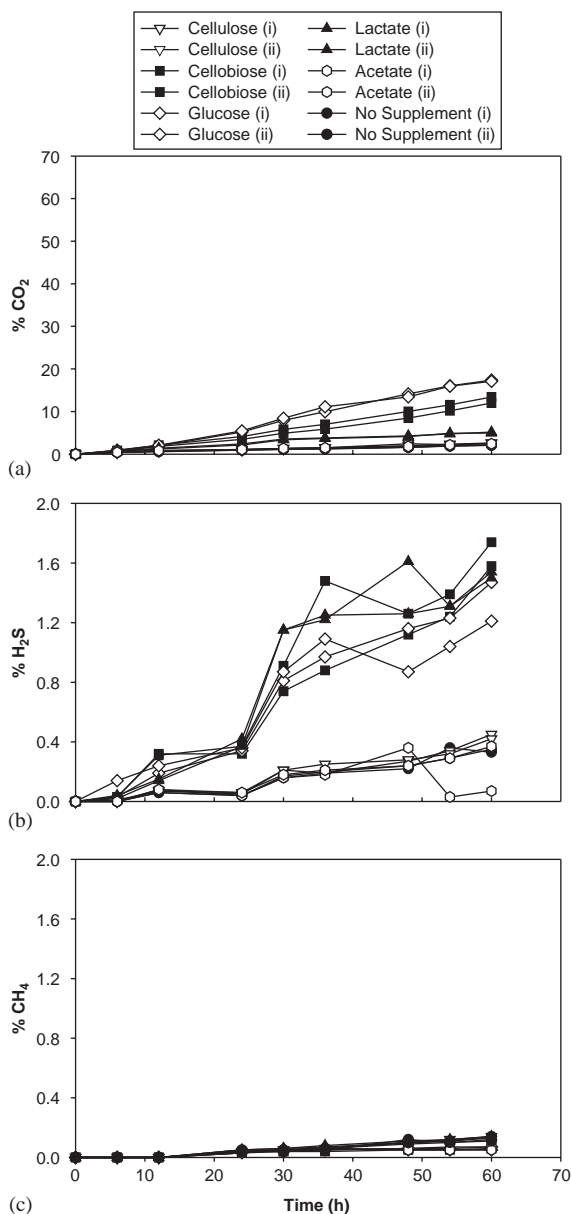 Cellulose (i)
Cellulose (ii)
Cellobiose (i)
Cellobiose (ii)
Glucose (i)
Glucose (ii)
Lactate (i)
Lactate (ii)
Acetate (i)
Acetate (ii)
No Supplement (i)
No Supplement (ii)
70
60
50
40
30
20
10
0
% CO₂
(a)
2.0
1.6
1.2
0.8
0.4
0.0
% H₂S
(b)
2.0
1.6
1.2
0.8
0.4
0.0
% CH₄
0 10 20 30 40 50 60 70
(c)
Time (h)